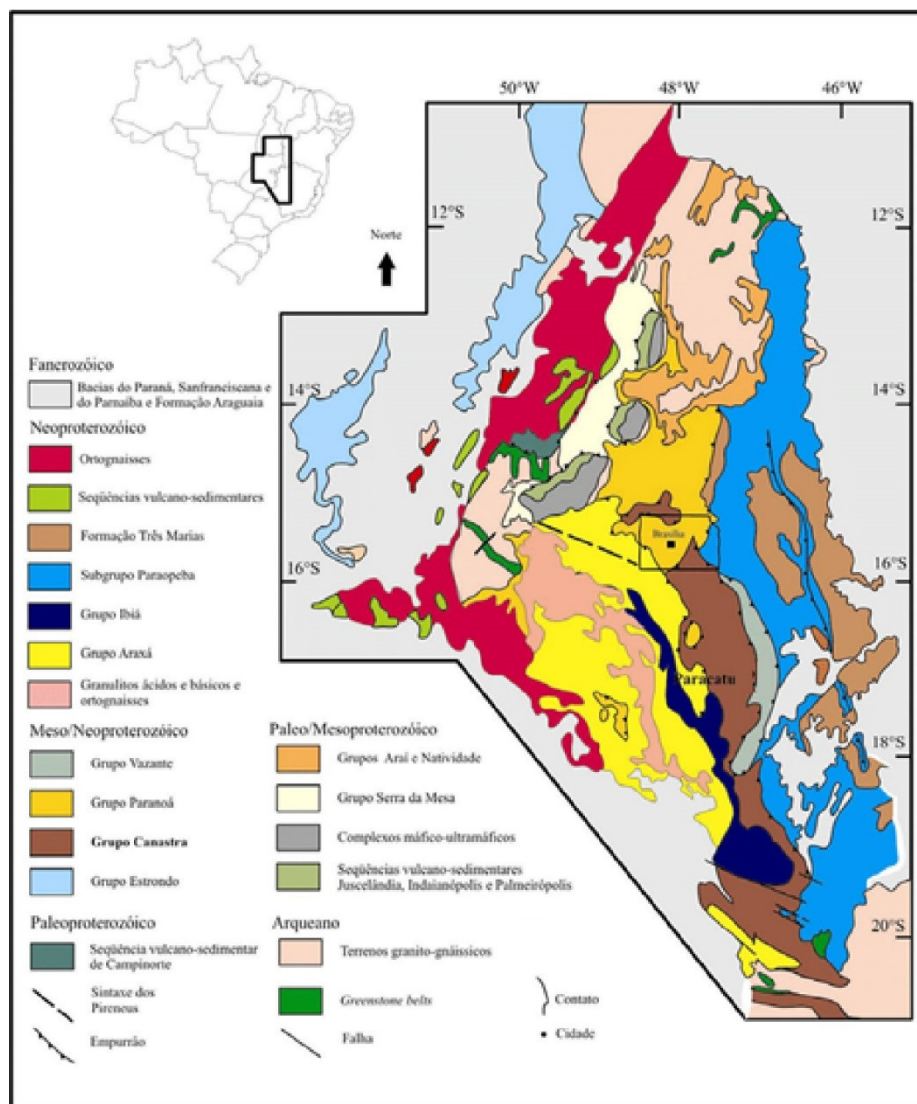 50°W
48°W
46°W
12°S
12°S
Norte
14°S
14°S
16°S
16°S
18°S
20°S
Brasília
Paracatu
Fanerozóico
Bacias do Paraná, Sanfranciscana e
do Parnaíba e Formação Araguaia
Neoproterozóico
Ortognaisses
Seqüências vulcano-sedimentares
Formação Três Marias
Subgrupo Paraopeba
Grupo Ibiá
Grupo Araxá
Granulitos ácidos e básicos e
ortognaisses
Meso/Neoproterozóico
Grupo Vazante
Grupo Paranoá
Grupo Canastra
Grupo Estrondo
Paleoproterozóico
Seqüência vulcano-sedimentar
de Campinorte
Sintaxe dos
Pireneus
Empurrão
Paleo/Mesoproterozóico
Grupos Araí e Natividade
Grupo Serra da Mesa
Complexos máfico-ultramáficos
Seqüências vulcano-sedimentares
Juscelândia, Indaianópolis e Palmeirópolis
Arqueano
Terrenos granito-gnáissicos
Greenstone belts
Falha
Contato
Cidade